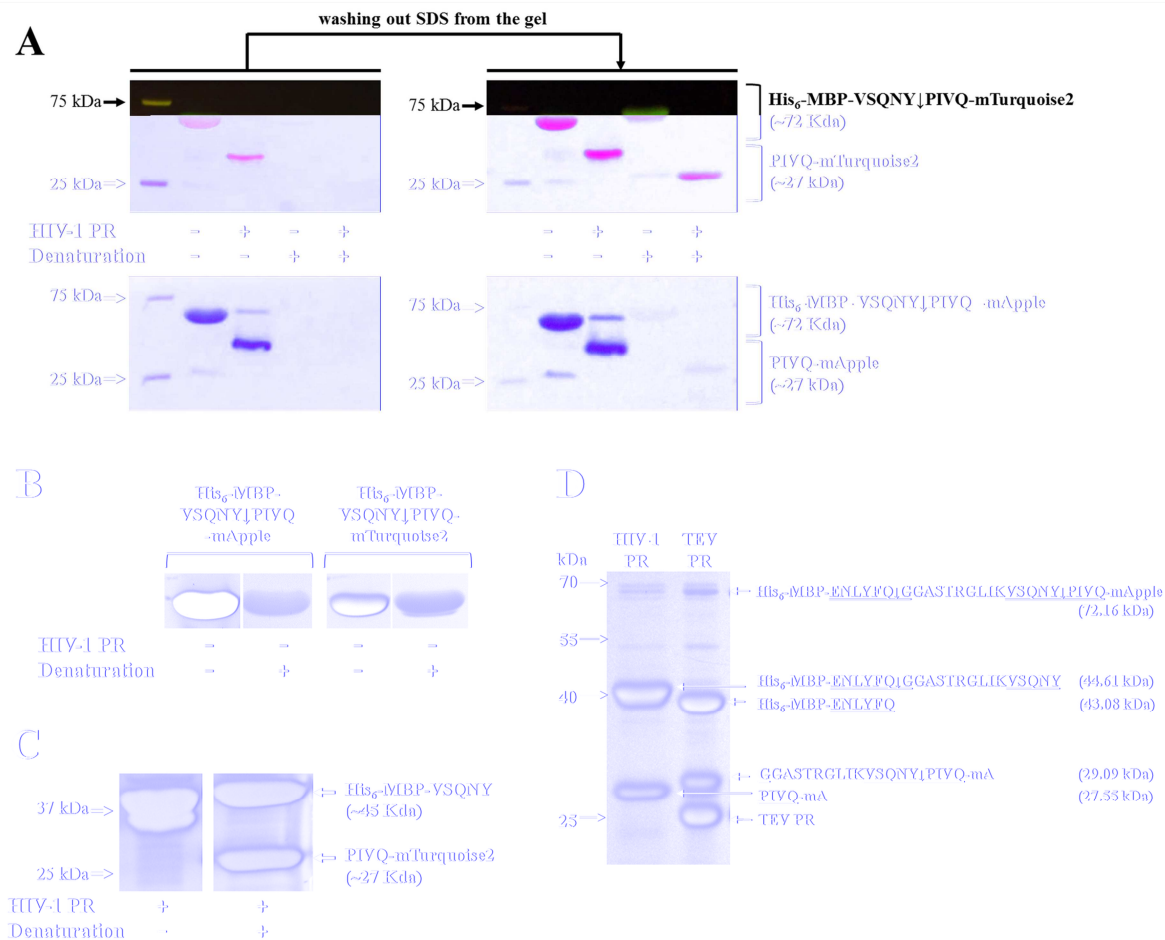 washing out SDS from the gel
A
75 kDa
75 kDa
His6-MBP-VSQNY↓PIVQ-mTurquoise2
(~72 Kda)
PIVQ-mTurquoise2
(~27 kDa)
25 kDa
25 kDa
HIV-1 PR - + - + - + - +
Denaturation - - + + - - + +
75 kDa
75 kDa
His6-MBP-VSQNY↓PIVQ -mApple
(~72 Kda)
PIVQ-mApple
(~27 kDa)
25 kDa
25 kDa
B
His6-MBP-
VSQNY↓PIVQ
-mApple
His6-MBP-
VSQNY↓PIVQ-
mTurquoise2
HIV-1 PR - - - -
Denaturation - + - +
C
37 kDa
25 kDa
His6-MBP-VSQNY
(~45 Kda)
PIVQ-mTurquoise2
(~27 Kda)
HIV-1 PR + +
Denaturation - +
D
kDa
HIV-1
PR
TEV
PR
70
55
40
25
His6-MBP-ENLYFQ↓GGASTRGLIKVSQNY↓PIVQ-mApple
(72.16 kDa)
His6-MBP-ENLYFQ↓GGASTRGLIKVSQNY (44.61 kDa)
His6-MBP-ENLYFQ (43.08 kDa)
GGASTRGLIKVSQNY↓PIVQ-mA (29.09 kDa)
PIVQ-mA (27.55 kDa)
TEV PR